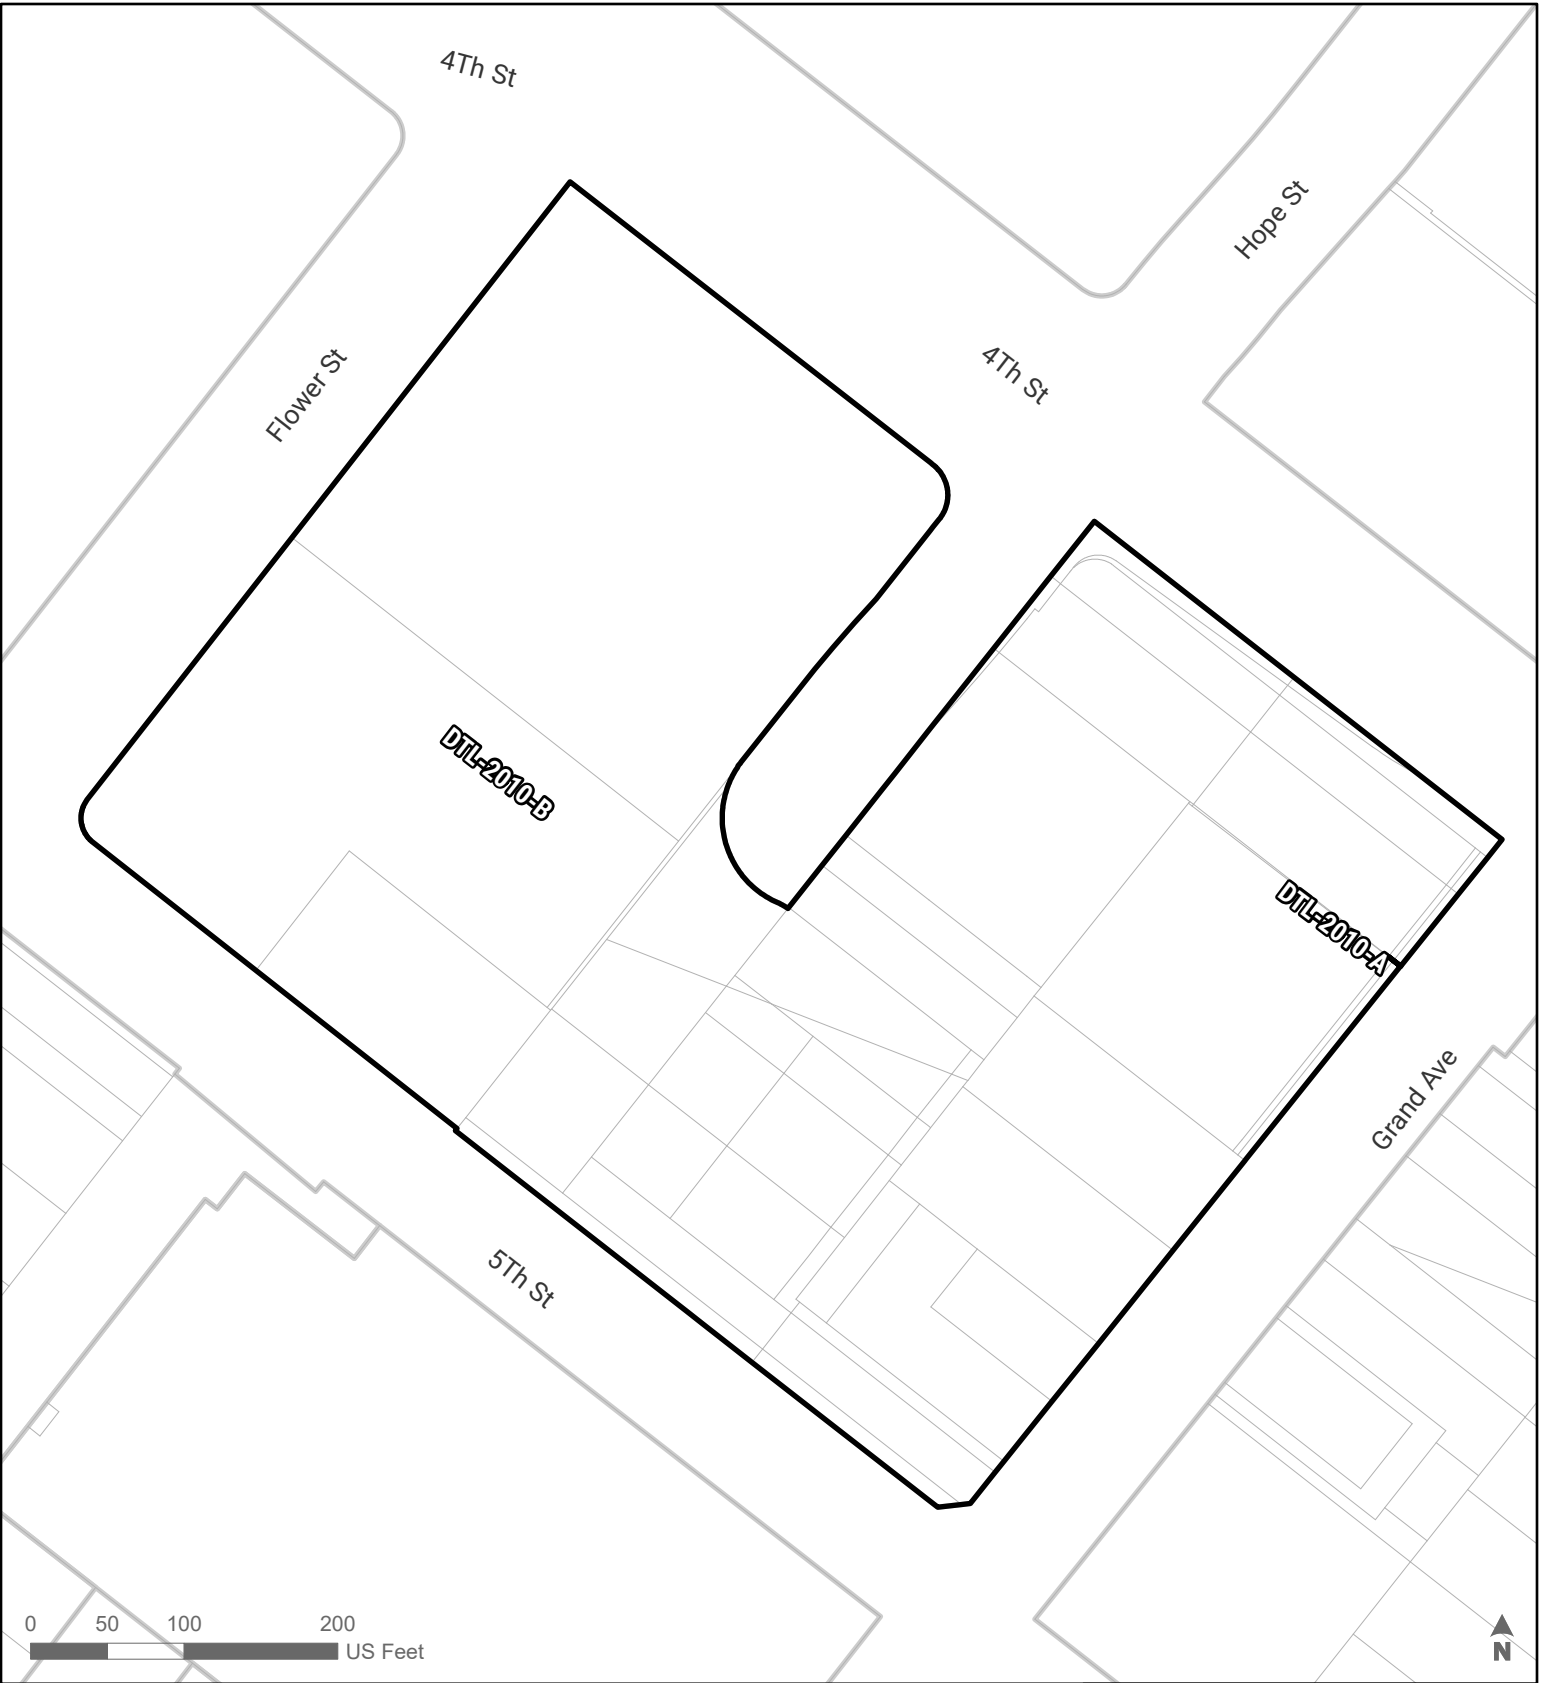 4Th St
Hope St
4Th St
Flower St
DTL-2010-B
DTL-2010-A
Grand Ave
5Th St
0 50 100 200
US Feet
N